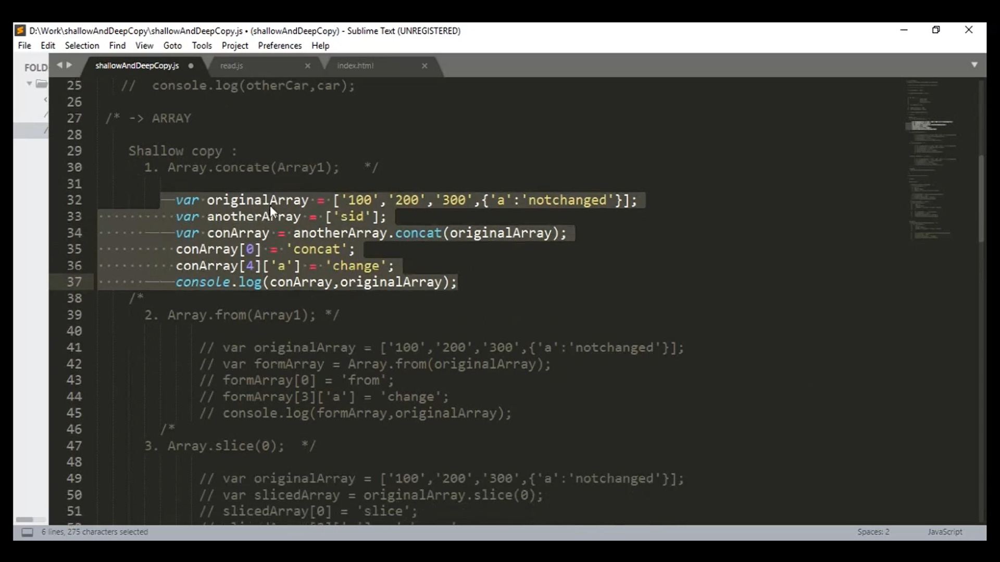 D:\Work\shallowAndDeepCopy\shallowAndDeepCopy.js • (shallowAndDeepCopy) - Sublime Text (UNREGISTERED)
File Edit Selection Find View Goto Tools Project Preferences Help
FOLD
shallowAndDeepCopy.js read.js index.html
25 // console.log(otherCar,car);
26
27 /* -> ARRAY
28
29 Shallow copy :
30 1. Array.concate(Array1); */
31
32 var originalArray = ['100','200','300',{'a':'notchanged'}];
33 var anotherArray = ['sid'];
34 var conArray = anotherArray.concat(originalArray);
35 conArray[0] = 'concat';
36 conArray[4]['a'] = 'change';
37 console.log(conArray,originalArray);
38 /*
39 2. Array.from(Array1); */
40
41 // var originalArray = ['100','200','300',{'a':'notchanged'}];
42 // var formArray = Array.from(originalArray);
43 // formArray[0] = 'from';
44 // formArray[3]['a'] = 'change';
45 // console.log(formArray,originalArray);
46 /*
47 3. Array.slice(0); */
48
49 // var originalArray = ['100','200','300',{'a':'notchanged'}];
50 // var slicedArray = originalArray.slice(0);
51 // slicedArray[0] = 'slice';
6 lines, 275 characters selected Spaces: 2 JavaScript